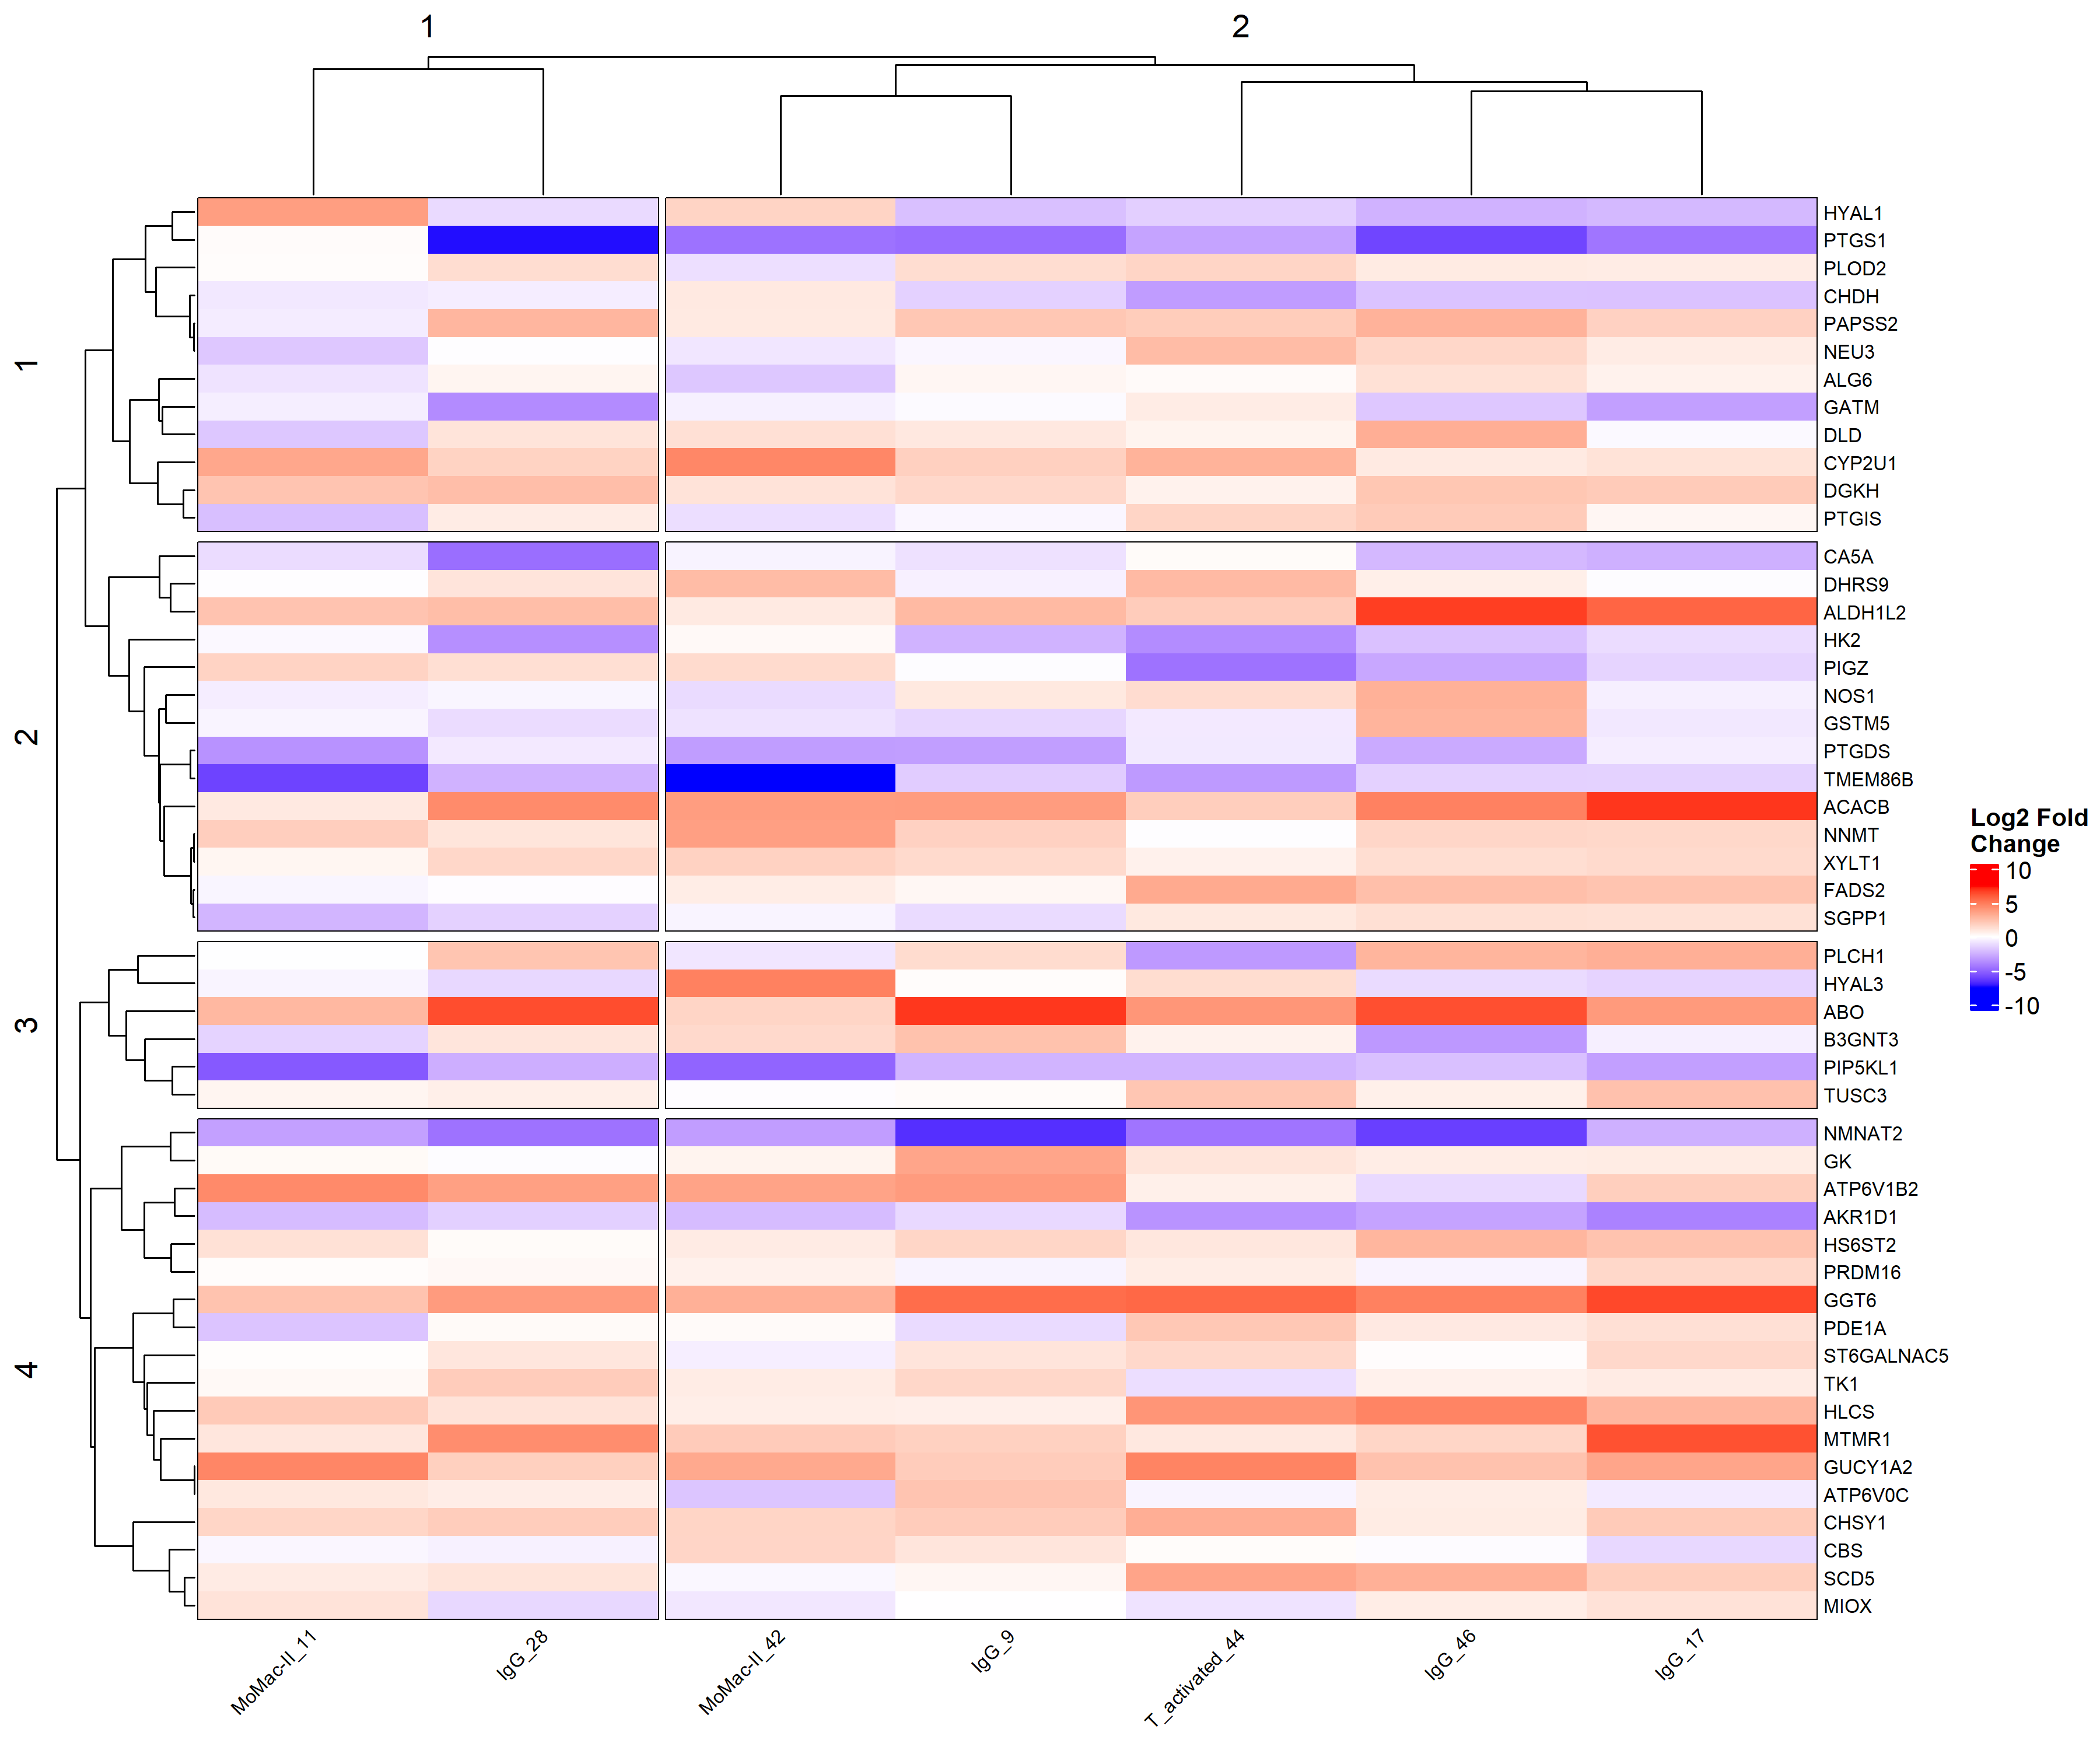 1
2
1
HYAL1
PTGS1
PLOD2
CHDH
PAPSS2
NEU3
ALG6
GATM
DLD
CYP2U1
DGKH
PTGIS
2
CA5A
DHRS9
ALDH1L2
HK2
PIGZ
NOS1
GSTM5
PTGDS
TMEM86B
ACACB
NNMT
XYLT1
FADS2
SGPP1
3
PLCH1
HYAL3
ABO
B3GNT3
PIP5KL1
TUSC3
4
NMNAT2
GK
ATP6V1B2
AKR1D1
HS6ST2
PRDM16
GGT6
PDE1A
ST6GALNAC5
TK1
HLCS
MTMR1
GUCY1A2
ATP6V0C
CHSY1
CBS
SCD5
MIOX
Log2 Fold
Change
10
5
0
-5
-10
MoMac-II_11
IgG_28
MoMac-II_42
IgG_9
T_activated_44
IgG_46
IgG_17